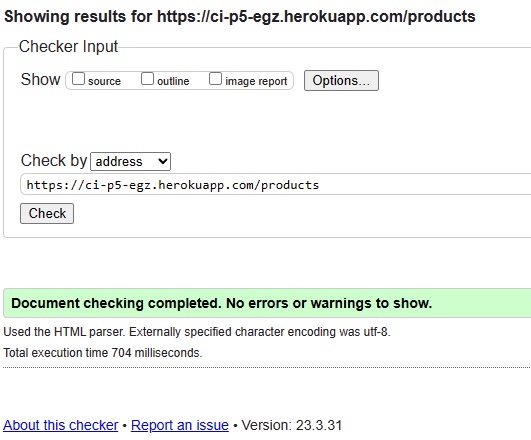 Showing results for https://ci-p5-egz.herokuapp.com/products
Checker Input
Show source outline image report Options...
Check by address
https://ci-p5-egz.herokuapp.com/products
Check
Document checking completed. No errors or warnings to show.
Used the HTML parser. Externally specified character encoding was utf-8.
Total execution time 704 milliseconds.
About this checker • Report an issue • Version: 23.3.31